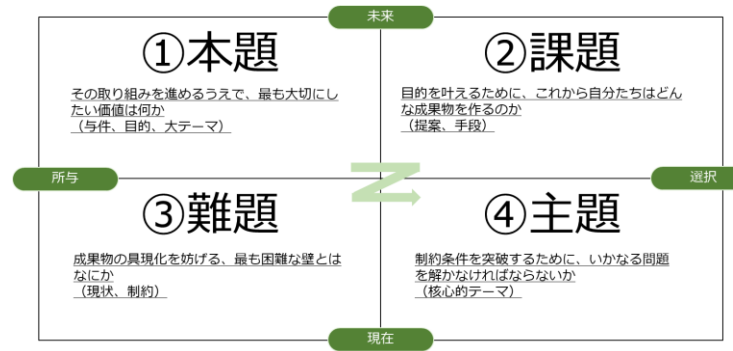 未来
①本題
その取り組みを進めるうえで、最も大切にし
たい価値は何か
（与件、目的、大テーマ）
②課題
目的を叶えるために、これから自分たちはどん
な成果物を作るのか
（提案、手段）
所与
選択
③難題
成果物の具現化を妨げる、最も困難な壁とは
なにか
（現状、制約）
④主題
制約条件を突破するために、いかなる問題
を解かなければならないか
（核心的テーマ）
現在